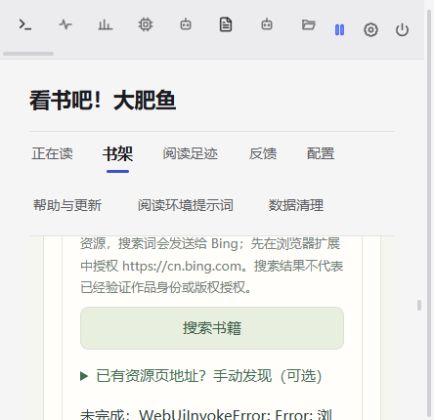 看书吧！大肥鱼
正在读 书架 阅读足迹 反馈 配置
帮助与更新 阅读环境提示词 数据清理
资源，搜索词会发送给 Bing；先在浏览器扩展
中授权 https://cn.bing.com。搜索结果不代表
已经验证作品身份或版权授权。
搜索书籍
▶ 已有资源页地址？手动发现（可选）
未完成：WebUiInvokeError: Error: 浏